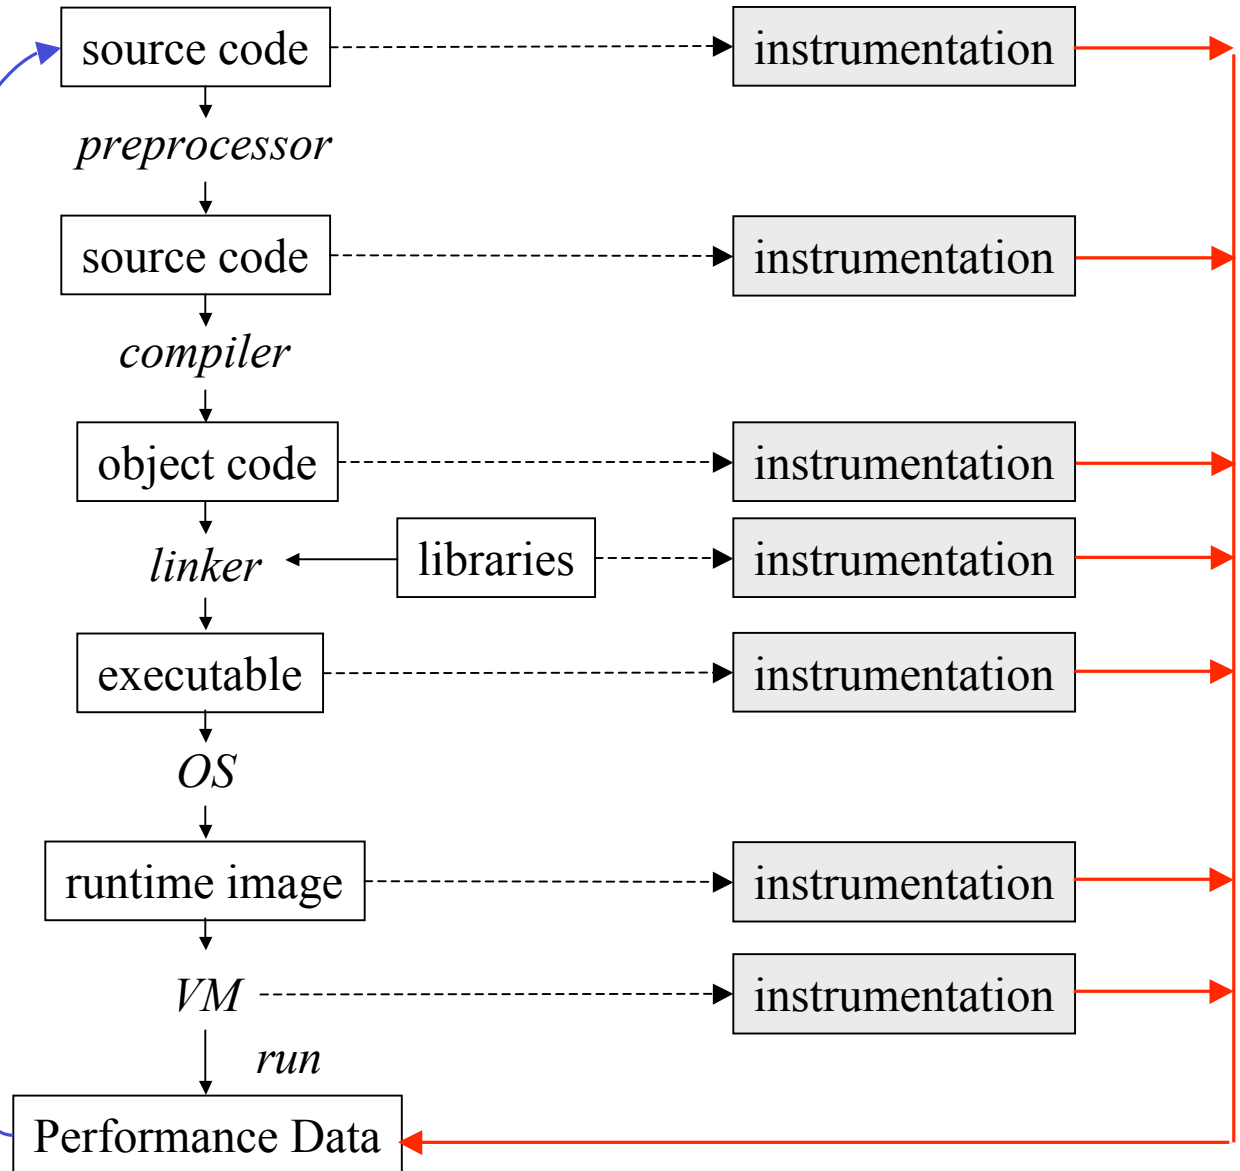 source code
instrumentation
preprocessor
source code
instrumentation
compiler
object code
instrumentation
linker
libraries
instrumentation
executable
instrumentation
OS
runtime image
instrumentation
VM
instrumentation
run
Performance Data